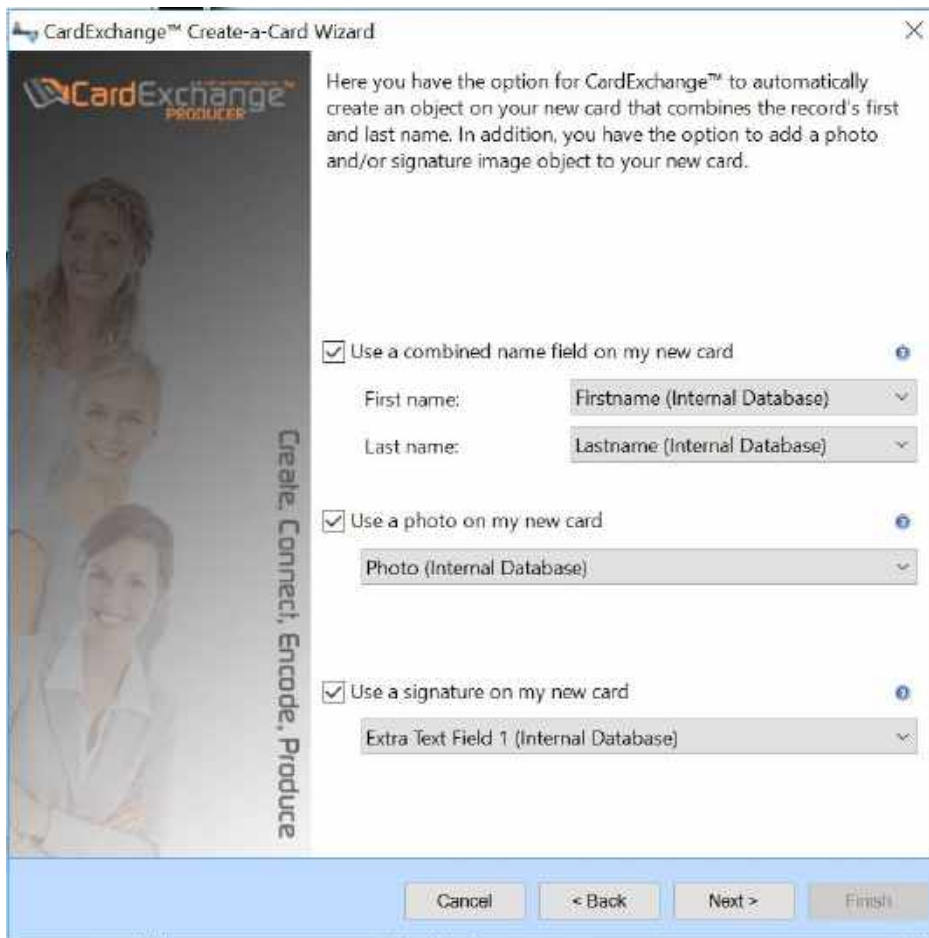 CardExchange™ Create-a-Card Wizard
CardExchange™
PRODUCER
Here you have the option for CardExchange™ to automatically
create an object on your new card that combines the record's first
and last name. In addition, you have the option to add a photo
and/or signature image object to your new card.
Use a combined name field on my new card
First name: Firstname (Internal Database)
Last name: Lastname (Internal Database)
Use a photo on my new card
Photo (Internal Database)
Use a signature on my new card
Extra Text Field 1 (Internal Database)
Create, Connect, Encode, Produce
Cancel < Back Next > Finish